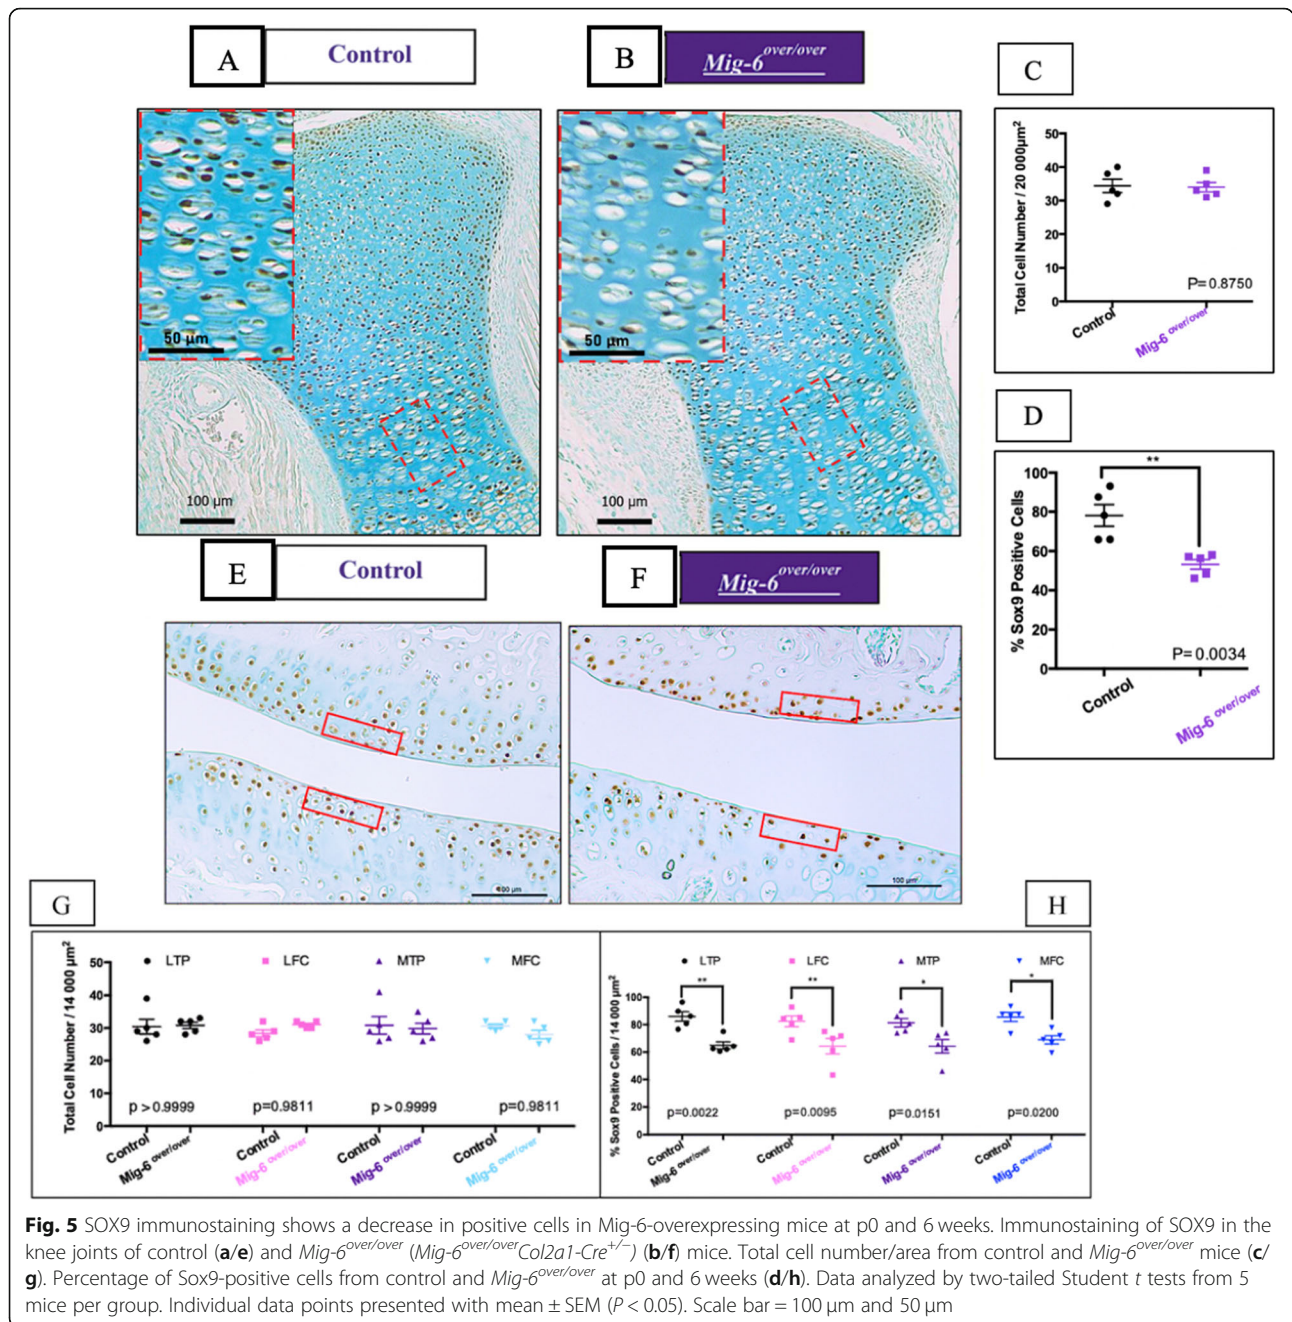 A
Control
B
Mig-6 over/over
50 µm
100 µm
50 µm
100 µm
C
Total Cell Number / 20 000µm2
50
40
30
20
10
0
P=0.8750
Control
Mig-6 over/over
D
% Sox9 Positive Cells
100
80
60
40
20
0
**
P=0.0034
Control
Mig-6 over/over
E
Control
F
Mig-6 over/over
100 µm
100 µm
G
Total Cell Number / 14 000 µm2
50
40
30
20
10
0
LTP
LFC
MTP
MFC
p >0.9999
p=0.9811
p>0.9999
p=0.9811
Control
Mig-6 over/over
Control
Mig-6 over/over
Control
Mig-6 over/over
Control
Mig-6 over/over
H
% Sox9 Positive Cells / 14 000 µm2
100
80
60
40
20
0
LTP
LFC
MTP
MFC
**
**
*
*
p=0.0022
p=0.0095
p=0.0151
p=0.0200
Control
Mig-6 over/over
Control
Mig-6 over/over
Control
Mig-6 over/over
Control
Mig-6 over/over
Fig. 5 SOX9 immunostaining shows a decrease in positive cells in Mig-6-overexpressing mice at p0 and 6 weeks. Immunostaining of SOX9 in the
knee joints of control (a/e) and Mig-6over/over (Mig-6over/overCol2a1-Cre+/−) (b/f) mice. Total cell number/area from control and Mig-6over/over mice (c/
g). Percentage of Sox9-positive cells from control and Mig-6over/over at p0 and 6 weeks (d/h). Data analyzed by two-tailed Student t tests from 5
mice per group. Individual data points presented with mean ± SEM (P < 0.05). Scale bar = 100 µm and 50 µm